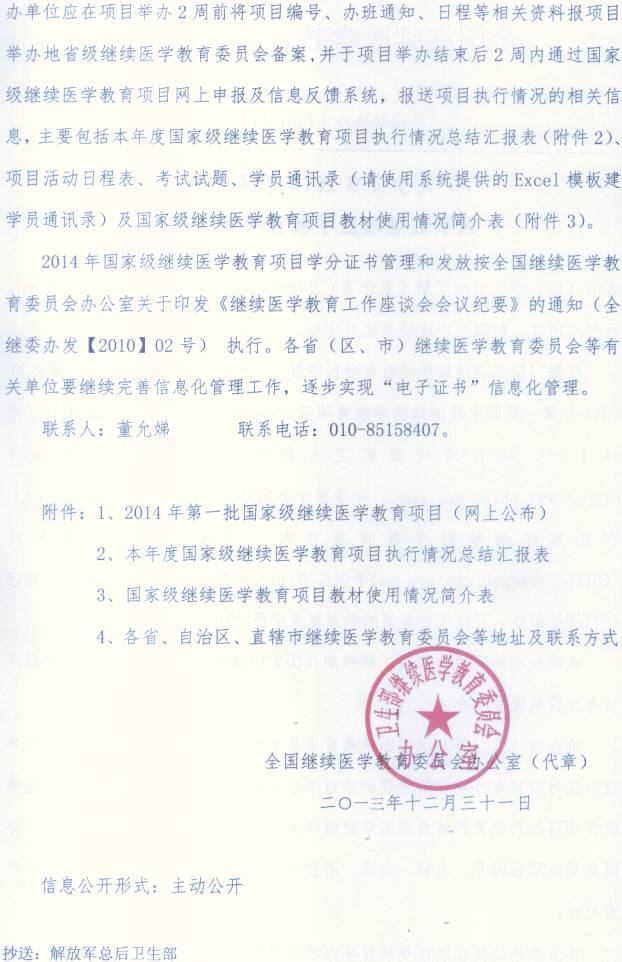 办单位应在项目举办2周前将项目编号、办班通知、日程等相关资料报项目
举办地省级继续医学教育委员会备案,并于项目举办结束后2周内通过国家
级继续医学教育项目网上申报及信息反馈系统，报送项目执行情况的相关信
息，主要包括本年度国家级继续医学教育项目执行情况总结汇报表(附件2)、
项目活动日程表、考试试题、学员通讯录（请使用系统提供的Excel模板建
学员通讯录）及国家级继续医学教育项目教材使用情况简介表（附件3)。
2014年国家级继续医学教育项目学分证书管理和发放按全国继续医学教
育委员会办公室关于印发《继续医学教育工作座谈会会议纪要》的通知（全
继委办发【2010】02号） 执行。各省（区、市）继续医学教育委员会等有
关单位要继续完善信息化管理工作，逐步实现“电子证书”信息化管理。
联系人：董允娣 联系电话：010-85158407。
附件：1、2014年第一批国家级继续医学教育项目（网上公布）
2、本年度国家级继续医学教育项目执行情况总结汇报表
3、国家级继续医学教育项目教材使用情况简介表
4、各省、自治区、直辖市继续医学教育委员会等地址及联系方式
卫生部继续医学教育委员会
办公室
全国继续医学教育委员会办公室（代章）
二〇一三年十二月三十一日
信息公开形式：主动公开
抄送：解放军总后卫生部